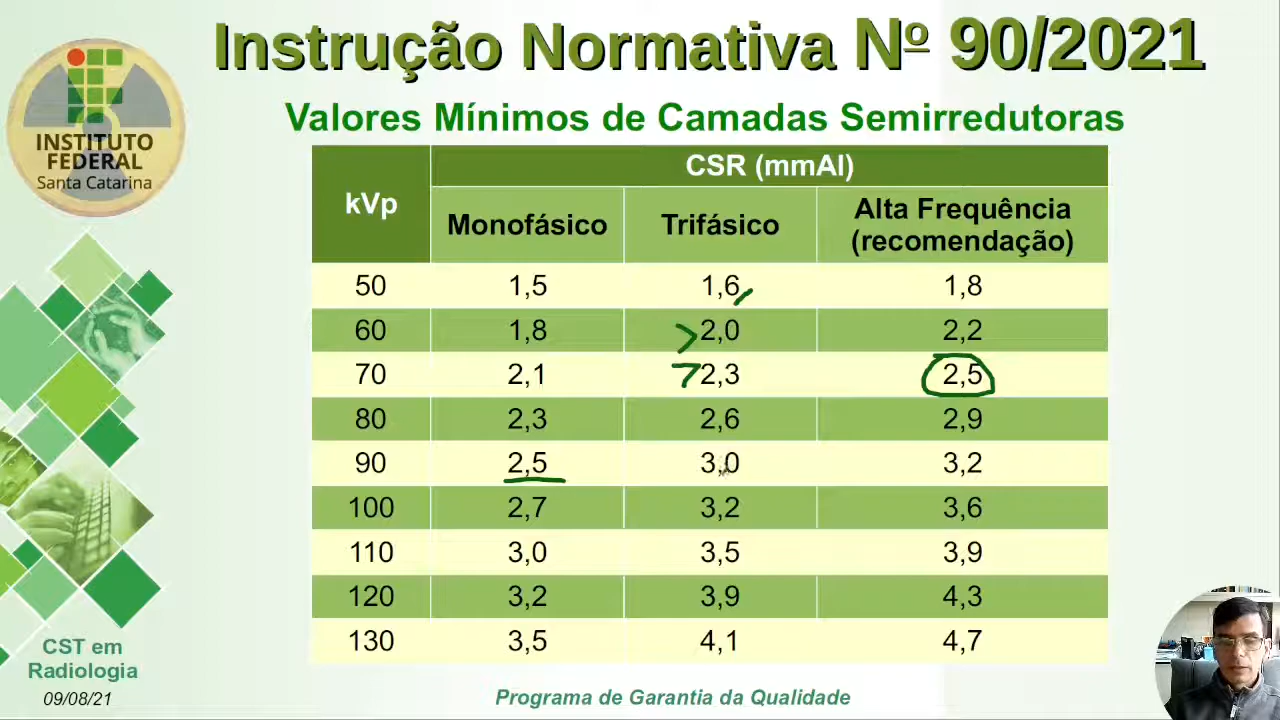 Instrução Normativa Nº 90/2021
INSTITUTO
FEDERAL
Santa Catarina
Valores Mínimos de Camadas Semirredutoras
kVp
CSR (mmAl)
Monofásico
Trifásico
Alta Frequência
(recomendação)
50 1,5 1,6 1,8
60 1,8 2,0 2,2
70 2,1 2,3 2,5
80 2,3 2,6 2,9
90 2,5 3,0 3,2
100 2,7 3,2 3,6
110 3,0 3,5 3,9
120 3,2 3,9 4,3
130 3,5 4,1 4,7
CST em
Radiologia
09/08/21
Programa de Garantia da Qualidade